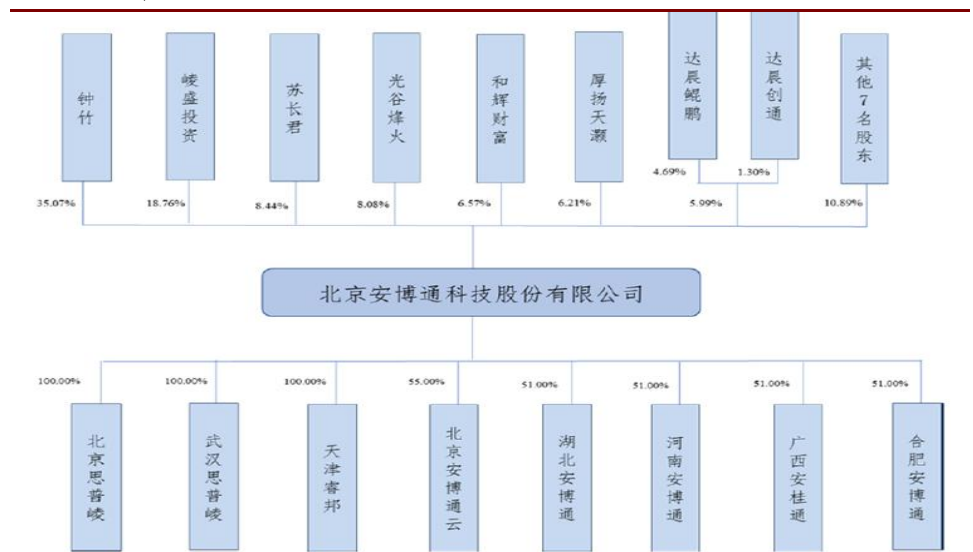 钟竹
崚盛投资
苏长君
光谷烽火
和辉财富
厚扬天灏
达晨鲲鹏
达晨创通
其他7名股东
4.69%
1.30%
35.07%
18.76%
8.44%
8.08%
6.57%
6.21%
5.99%
10.89%
北京安博通科技股份有限公司
100.00%
100.00%
100.00%
55.00%
51.00%
51.00%
51.00%
51.00%
北京思普崚
武汉思普崚
天津睿邦
北京安博通云
湖北安博通
河南安博通
广西安桂通
合肥安博通